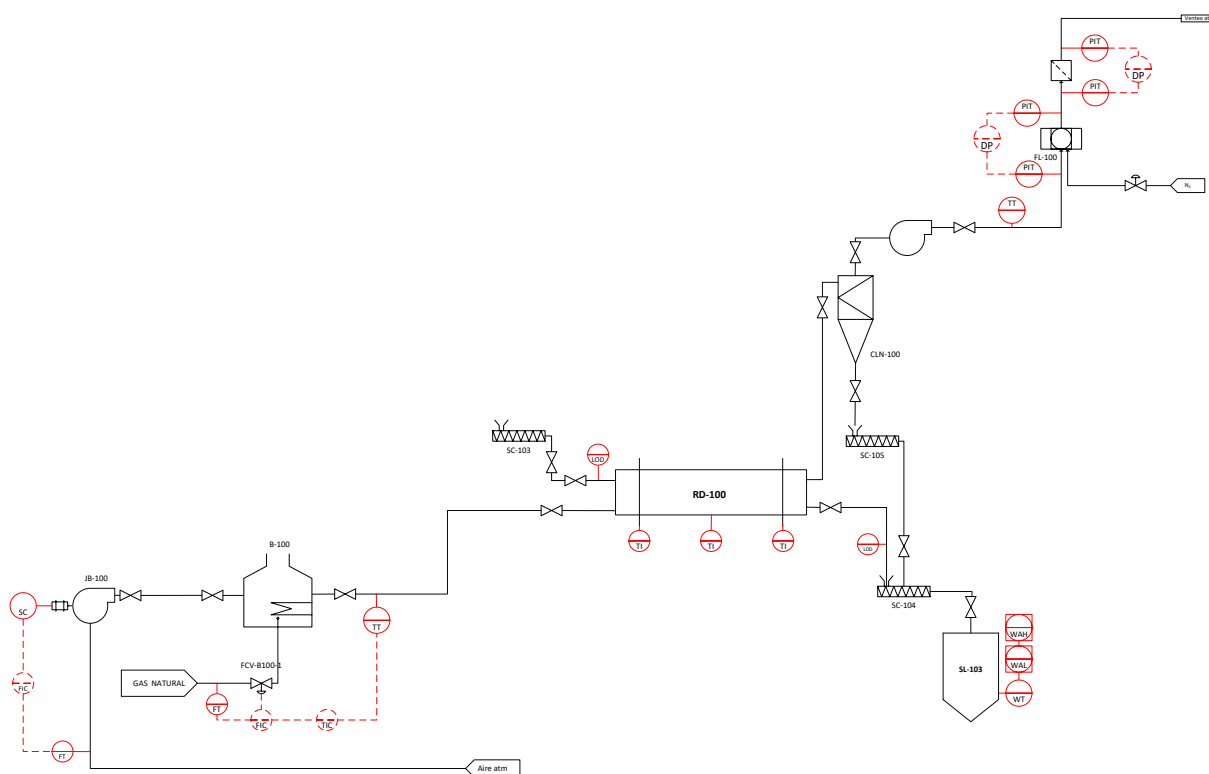 Venteo at
PIT
DP
PIT
PIT
DP
FL-100
PIT
N₂
TT
CLN-100
SC-103
LOD
SC-105
RD-100
TI
TI
TI
LOD
B-100
JB-100
SC-104
SC
TT
WAH
FCV-B100-1
WAL
SL-103
GAS NATURAL
FIC
WT
FT
FIC
TIC
FT
Aire atm